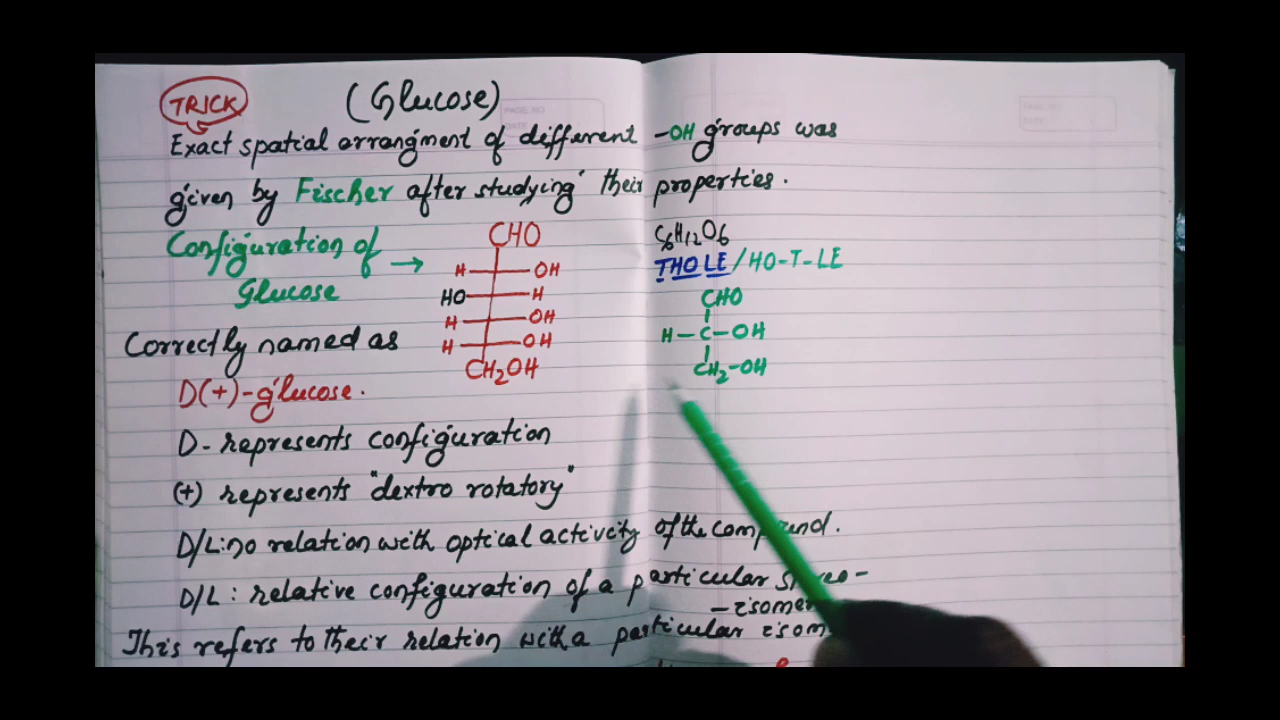 TRICK
(Glucose)
Exact spatial arrangment of different -OH groups was
given by Fischer after studying their properties.
Configuration of
Glucose
→
CHO
H OH
HO H
H OH
H OH
CH₂OH
C₆H₁₂O₆
THOLE/HO-T-LE
CHO
H-C-OH
CH₂-OH
Correctly named as
D(+)-glucose.
D- represents configuration
(+) represents "dextro rotatory"
D/L: no relation with optical activity of the compound.
D/L: relative configuration of a particular
This refers to their relation with a particular